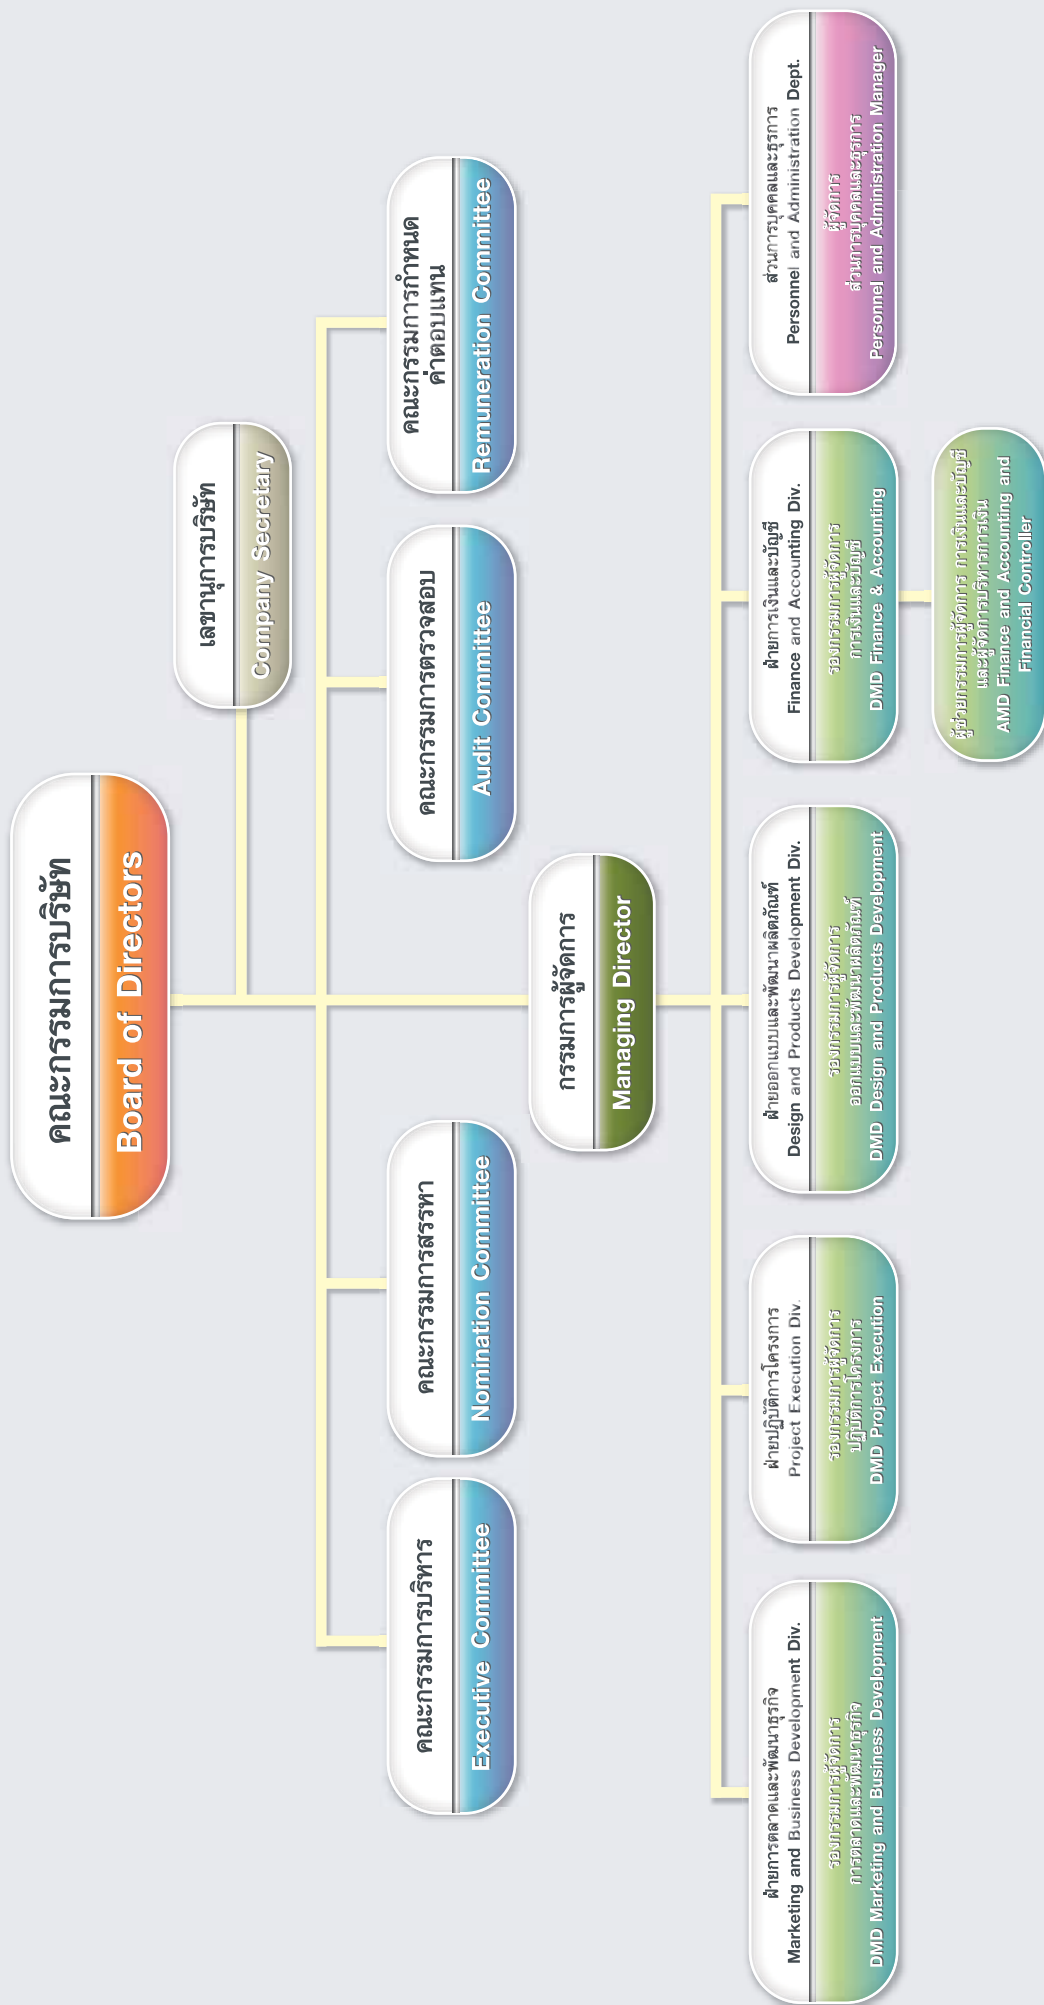 คณะกรรมการบริษัท
Board of Directors
เลขานุการบริษัท
Company Secretary
คณะกรรมการบริหาร
Executive Committee
คณะกรรมการสรรหา
Nomination Committee
คณะกรรมการตรวจสอบ
Audit Committee
คณะกรรมการกำหนด
ค่าตอบแทน
Remuneration Committee
กรรมการผู้จัดการ
Managing Director
ฝ่ายการตลาดและพัฒนาธุรกิจ
Marketing and Business Development Div.
รองกรรมการผู้จัดการ
การตลาดและพัฒนาธุรกิจ
DMD Marketing and Business Development
ฝ่ายปฏิบัติการโครงการ
Project Execution Div.
รองกรรมการผู้จัดการ
ปฏิบัติการโครงการ
DMD Project Execution
ฝ่ายออกแบบและพัฒนาผลิตภัณฑ์
Design and Products Development Div.
รองกรรมการผู้จัดการ
ออกแบบและพัฒนาผลิตภัณฑ์
DMD Design and Products Development
ฝ่ายการเงินและบัญชี
Finance and Accounting Div.
รองกรรมการผู้จัดการ
การเงินและบัญชี
DMD Finance & Accounting
ผู้ช่วยกรรมการผู้จัดการ การเงินและบัญชี
และผู้จัดการบริหารการเงิน
AMD Finance and Accounting and
Financial Controller
ส่วนการบุคคลและธุรการ
Personnel and Administration Dept.
ผู้จัดการ
ส่วนการบุคคลและธุรการ
Personnel and Administration Manager